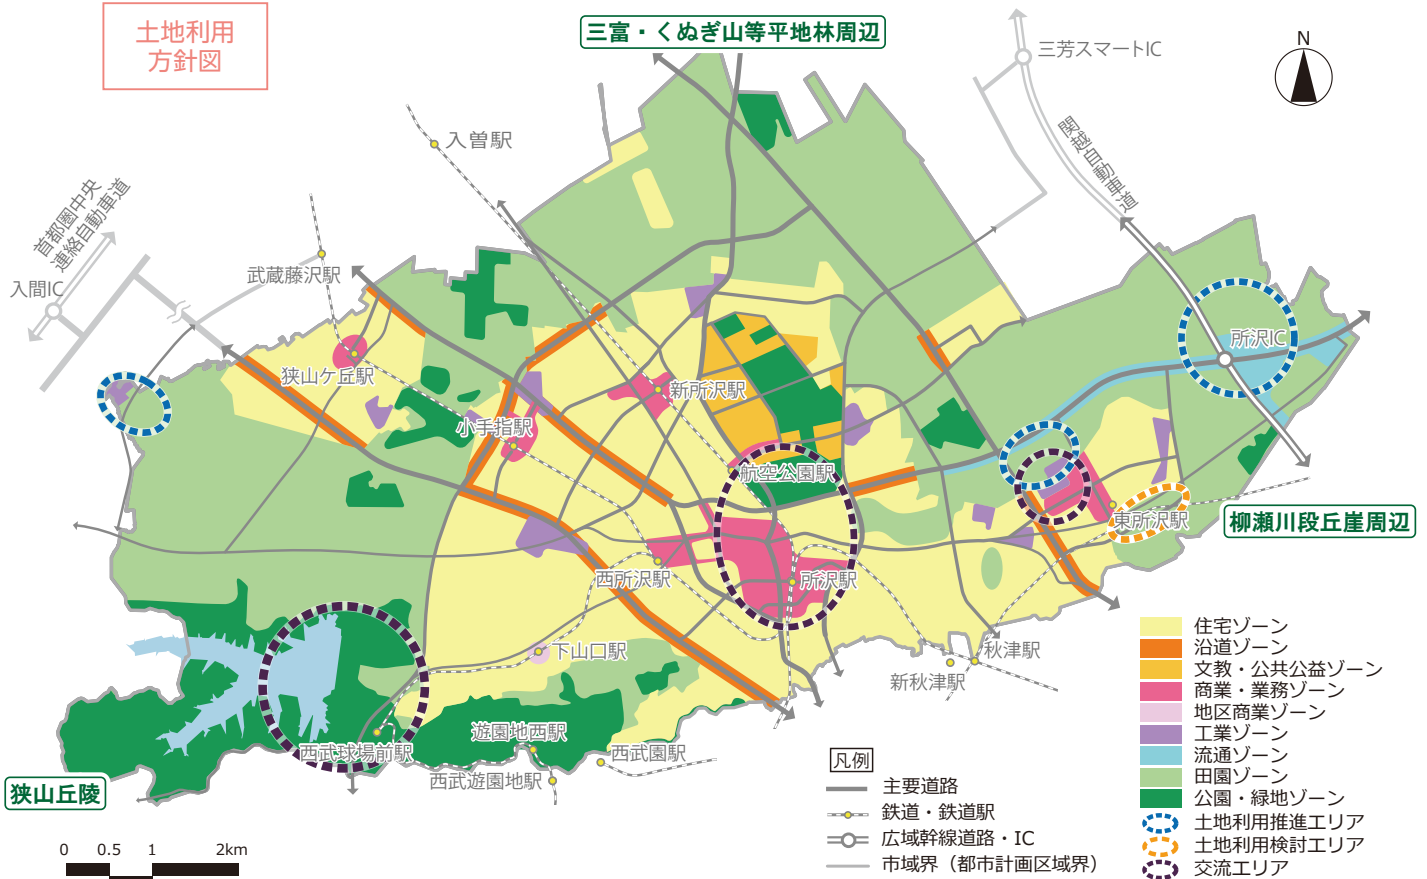 土地利用
方針図
三富・くぬぎ山等平地林周辺
N
三芳スマートIC
関越自動車道
入曽駅
首都圏中央
連絡自動車道
入間IC
武蔵藤沢駅
所沢IC
狭山ケ丘駅
新所沢駅
小手指駅
航空公園駅
東所沢駅
柳瀬川段丘崖周辺
西所沢駅
所沢駅
下山口駅
秋津駅
新秋津駅
遊園地西駅
西武球場前駅
西武園駅
西武遊園地駅
狭山丘陵
0 0.5 1 2km
凡例
主要道路
鉄道・鉄道駅
広域幹線道路・IC
市域界（都市計画区域界）
住宅ゾーン
沿道ゾーン
文教・公共公益ゾーン
商業・業務ゾーン
地区商業ゾーン
工業ゾーン
流通ゾーン
田園ゾーン
公園・緑地ゾーン
土地利用推進エリア
土地利用検討エリア
交流エリア